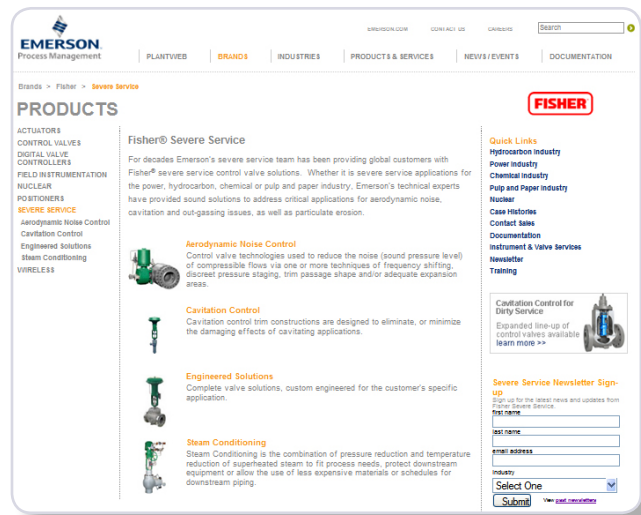 EMERSON.COM CONTACT US CAREERS Search
EMERSON.
Process Management
PLANTWEB BRANDS INDUSTRIES PRODUCTS & SERVICES NEWS / EVENTS DOCUMENTATION
Brands > Fisher > Severe Service
PRODUCTS
FISHER
ACTUATORS
CONTROL VALVES
DIGITAL VALVE
CONTROLLERS
FIELD INSTRUMENTATION
NUCLEAR
POSITIONERS
SEVERE SERVICE
Aerodynamic Noise Control
Cavitation Control
Engineered Solutions
Steam Conditioning
WIRELESS
Fisher® Severe Service
For decades Emerson's severe service team has been providing global customers with
Fisher® severe service control valve solutions. Whether it is severe service applications for
the power, hydrocarbon, chemical or pulp and paper industry, Emerson's technical experts
have provided sound solutions to address critical applications for aerodynamic noise,
cavitation and out-gassing issues, as well as particulate erosion.
Aerodynamic Noise Control
Control valve technologies used to reduce the noise (sound pressure level)
of compressible flows via one or more techniques of frequency shifting,
discreet pressure staging, trim passage shape and/or adequate expansion
areas.
Cavitation Control
Cavitation control trim constructions are designed to eliminate, or minimize
the damaging effects of cavitating applications.
Engineered Solutions
Complete valve solutions, custom engineered for the customer's specific
application.
Steam Conditioning
Steam Conditioning is the combination of pressure reduction and temperature
reduction of superheated steam to fit process needs, protect downstream
equipment or allow the use of less expensive materials or schedules for
downstream piping.
Quick Links
Hydrocarbon Industry
Power Industry
Chemical Industry
Pulp and Paper Industry
Nuclear
Case Histories
Contact Sales
Documentation
Instrument & Valve Services
Newsletter
Training
Cavitation Control for
Dirty Service
Expanded line-up of
control valves available
learn more >>
Severe Service Newsletter Sign-
up
Sign up for the latest news and updates from
Fisher Severe Service.
first name
last name
email address
Industry
Select One
Submit View past newsletters